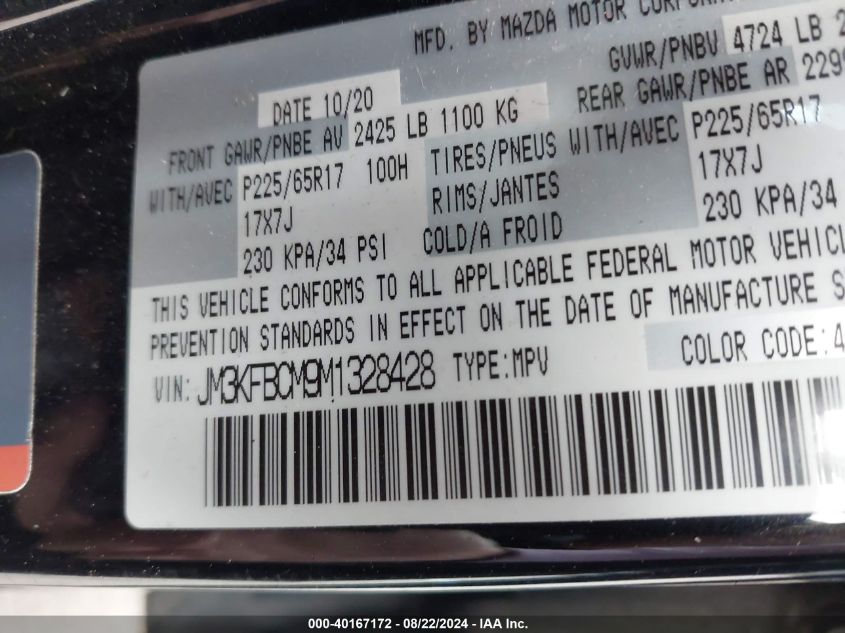 MFD. BY MAZDA MOTOR
DATE 10/20
GVWR/PNBV 4724 LB
FRONT GAWR/PNBE AV 2425 LB 1100 KG
REAR GAWR/PNBE AR
WITH/AVEC P225/65R17 100H TIRES/PNEUS WITH/AVEC P225/65R17
17X7J RIMS/JANTES 17X7J
230 KPA/34 PSI COLD/A FROID 230 KPA/34
THIS VEHICLE CONFORMS TO ALL APPLICABLE FEDERAL MOTOR
PREVENTION STANDARDS IN EFFECT ON THE DATE OF MANUFACTURE
VIN: JM3KFBCM9M1328428 TYPE:MPV COLOR CODE:4
000-40167172 - 08/22/2024 - IAA Inc.